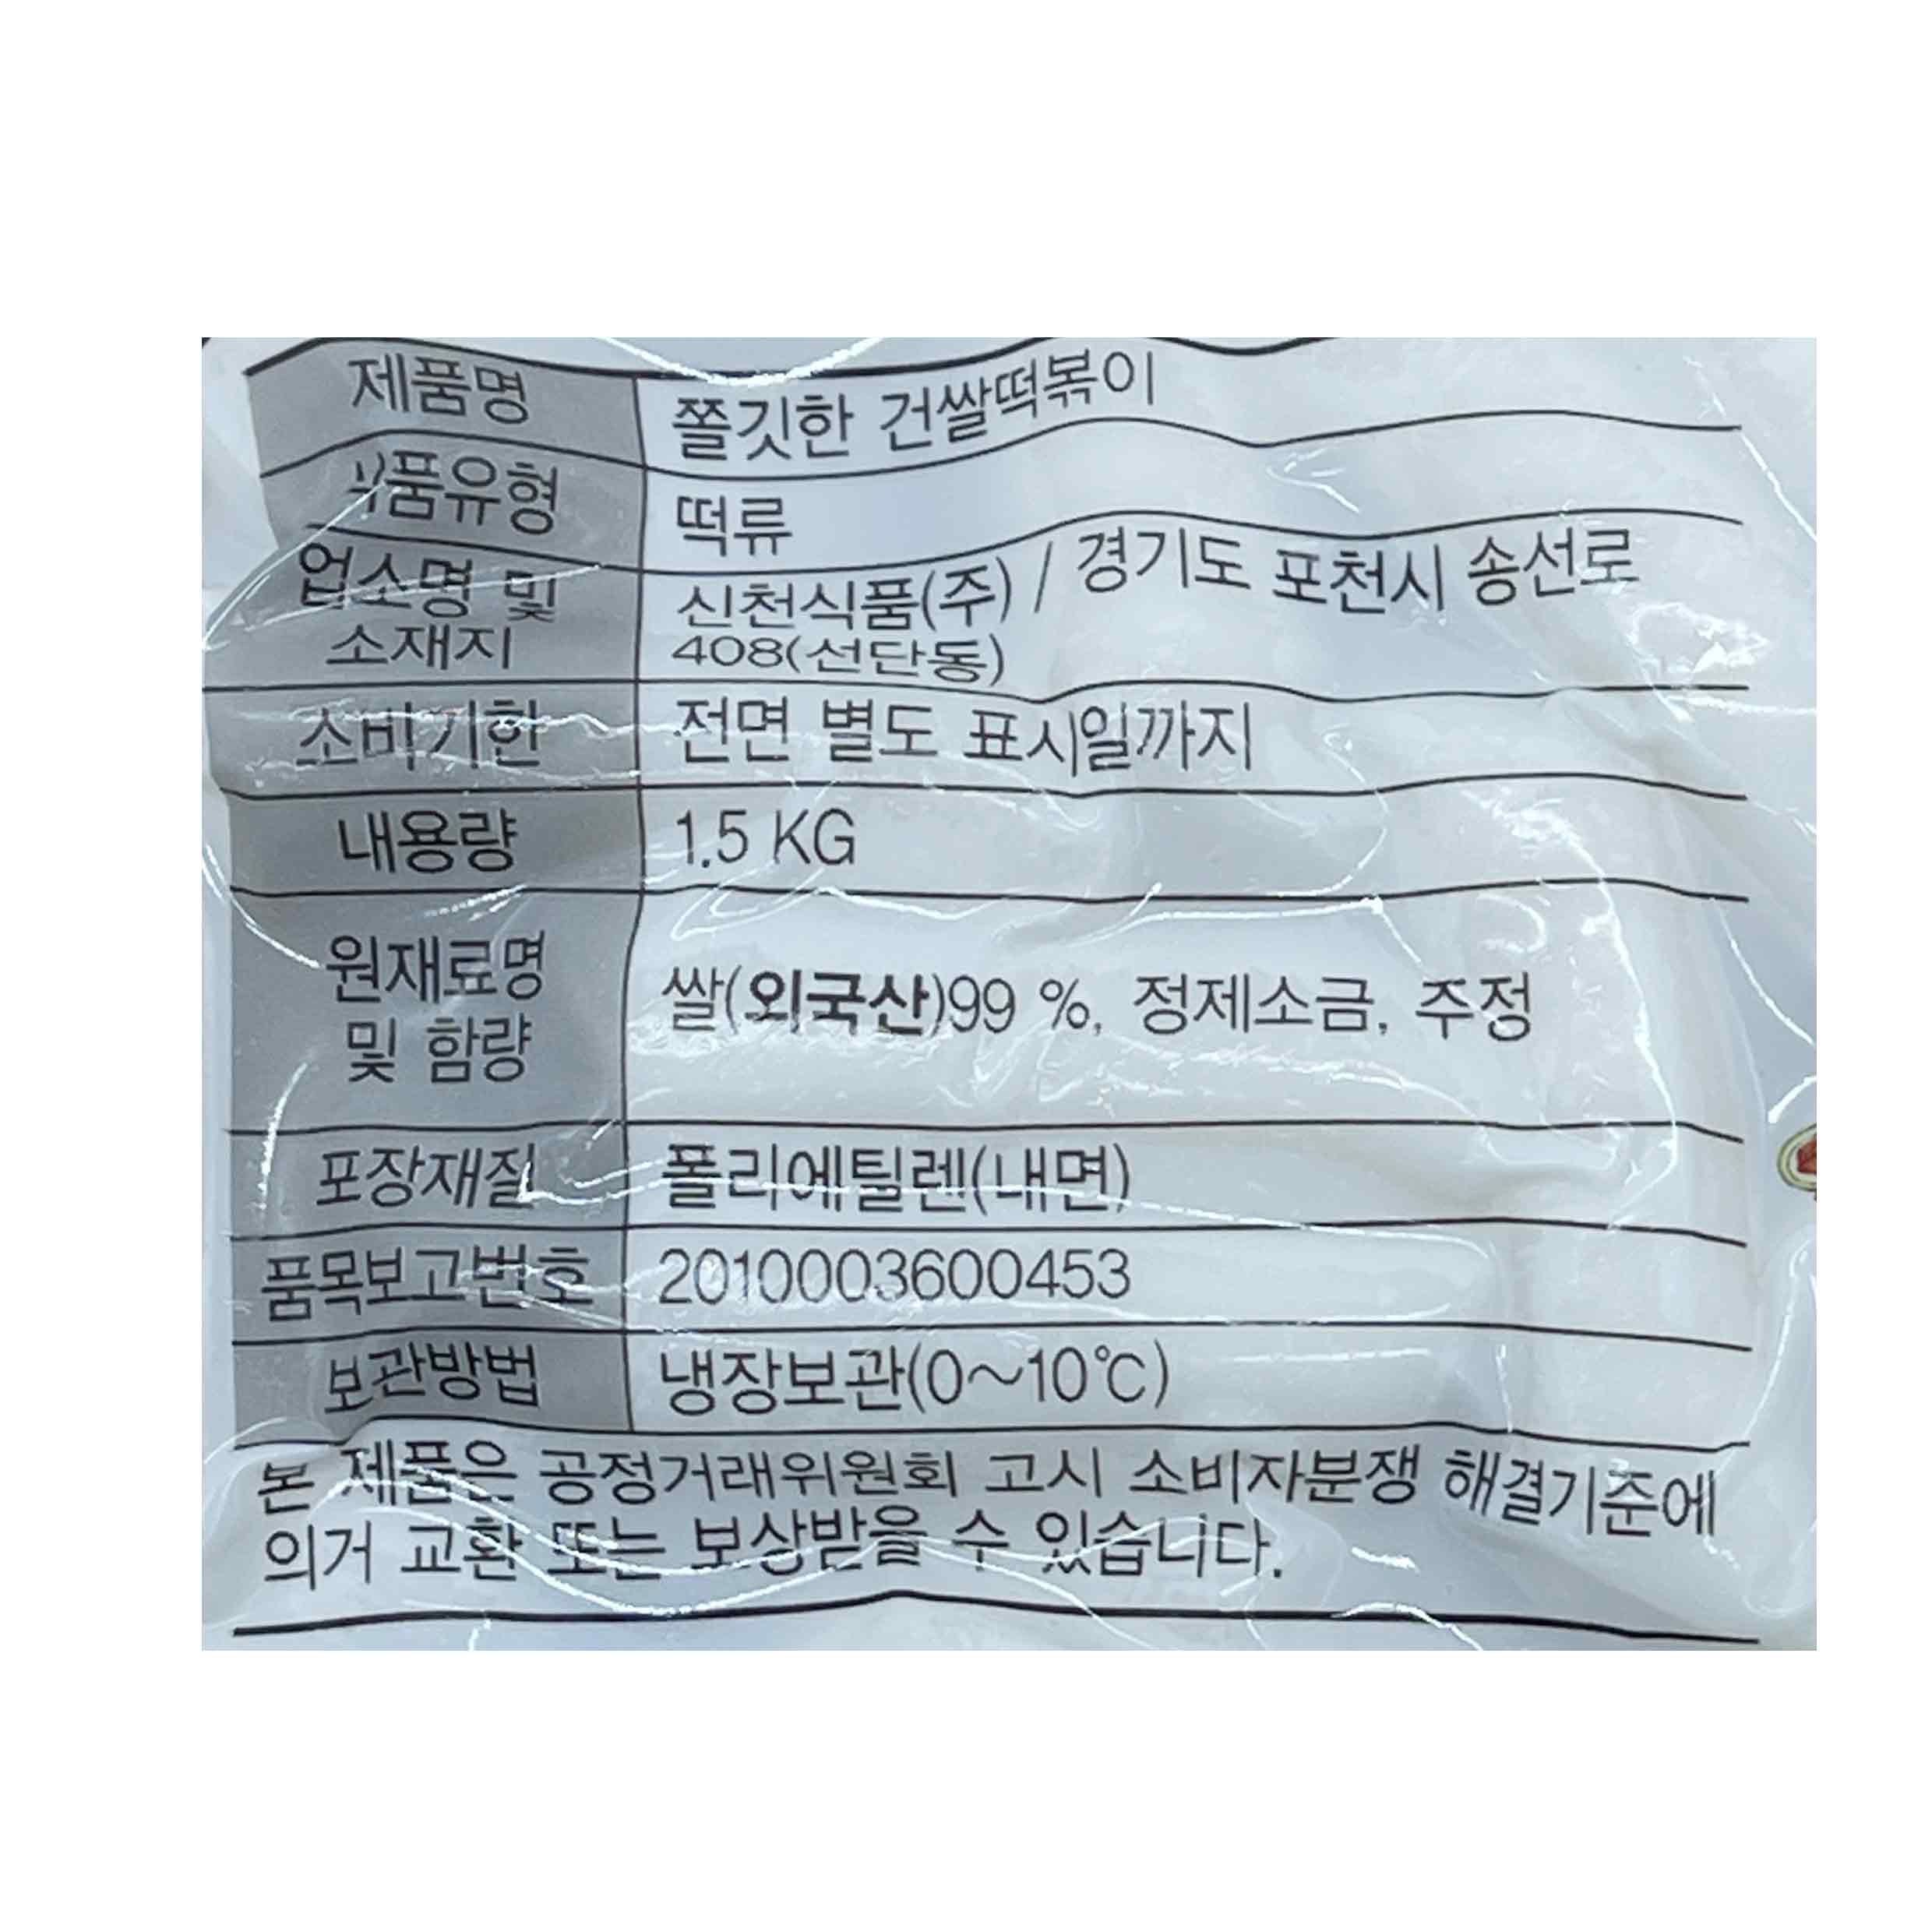 제품명 쫄깃한 건쌀떡볶이
식품유형 떡류
업소명 및 소재지 신천식품(주) / 경기도 포천시 송선로
408(선단동)
소비기한 전면 별도 표시일까지
내용량 1.5 KG
원재료명
및 함량 쌀(외국산)99 %, 정제소금, 주정
포장재질 폴리에틸렌(내면)
품목보고번호 2010003600453
보관방법 냉장보관(0~10℃)
본 제품은 공정거래위원회 고시 소비자분쟁 해결기준에
의거 교환 또는 보상받을 수 있습니다.